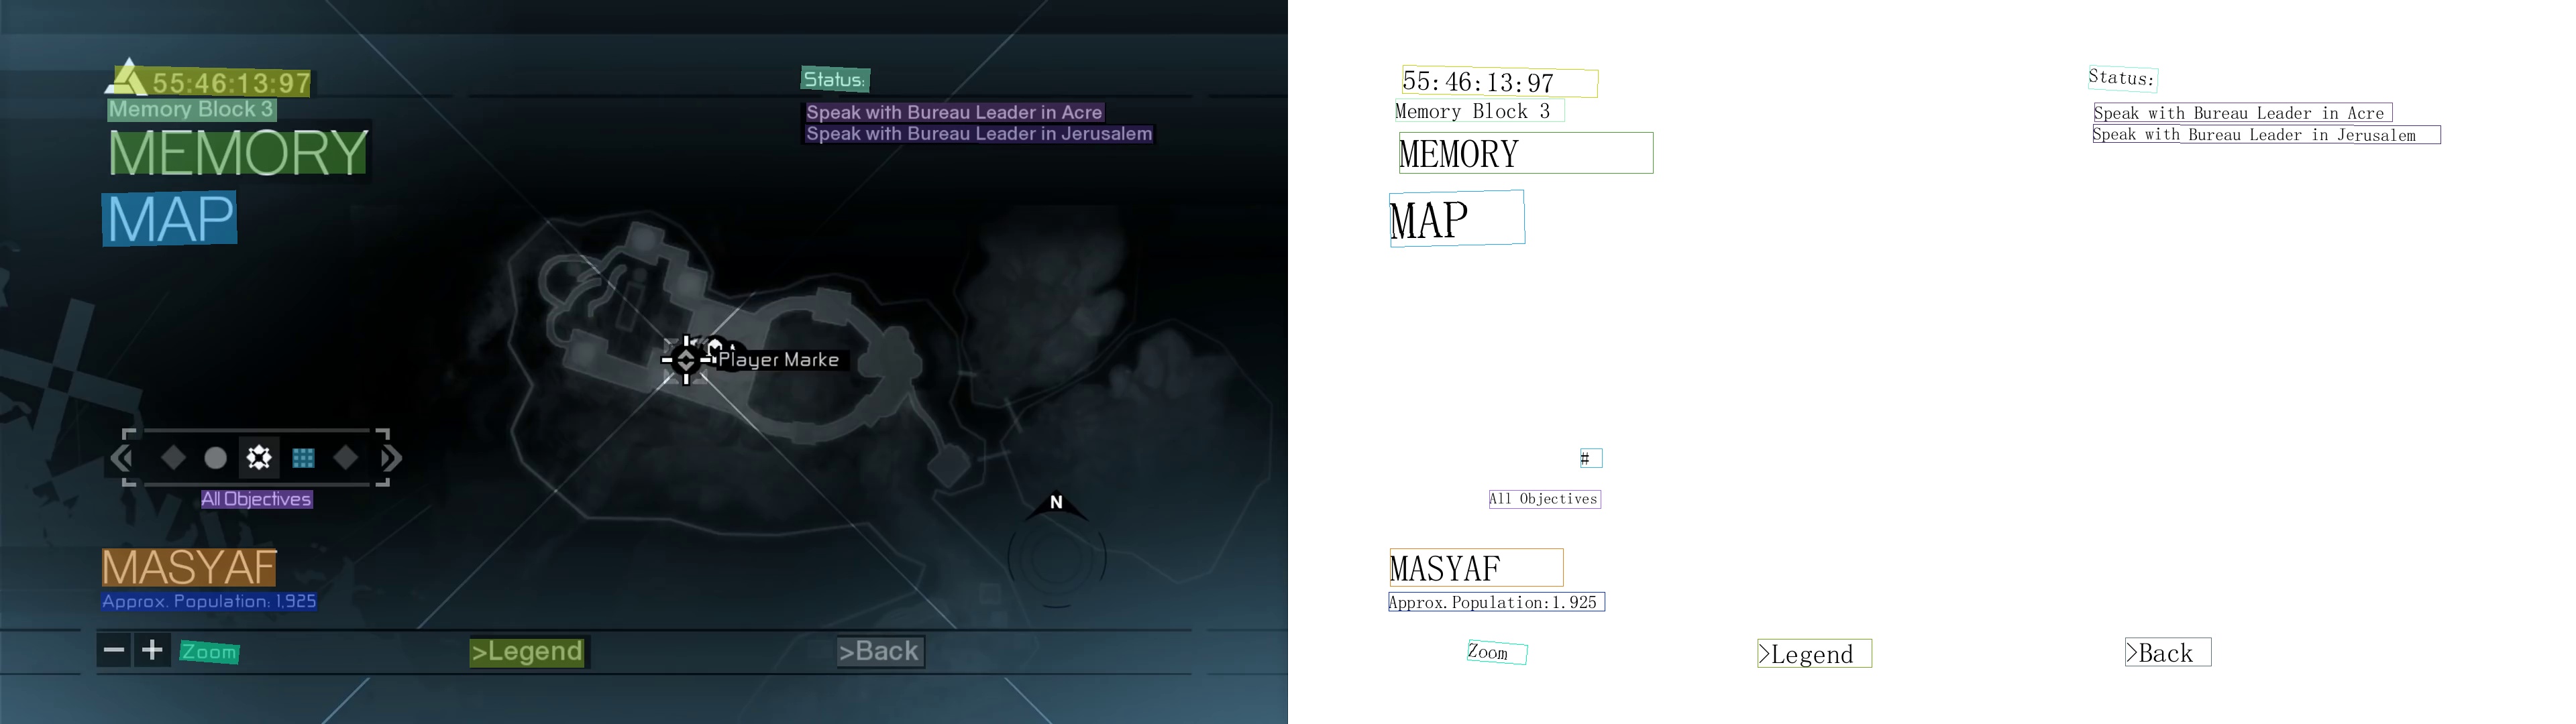 55:46:13:97
Memory Block 3
MEMORY
MAP
Status:
Speak with Bureau Leader in Acre
Speak with Bureau Leader in Jerusalem
Player Marke
All Objectives
N
MASYAF
Approx. Population: 1,925
Zoom
>Legend
>Back
55:46:13:97
Memory Block 3
MEMORY
MAP
Status:
Speak with Bureau Leader in Acre
Speak with Bureau Leader in Jerusalem
#
All Objectives
MASYAF
Approx.Population:1.925
Zoom
>Legend
>Back